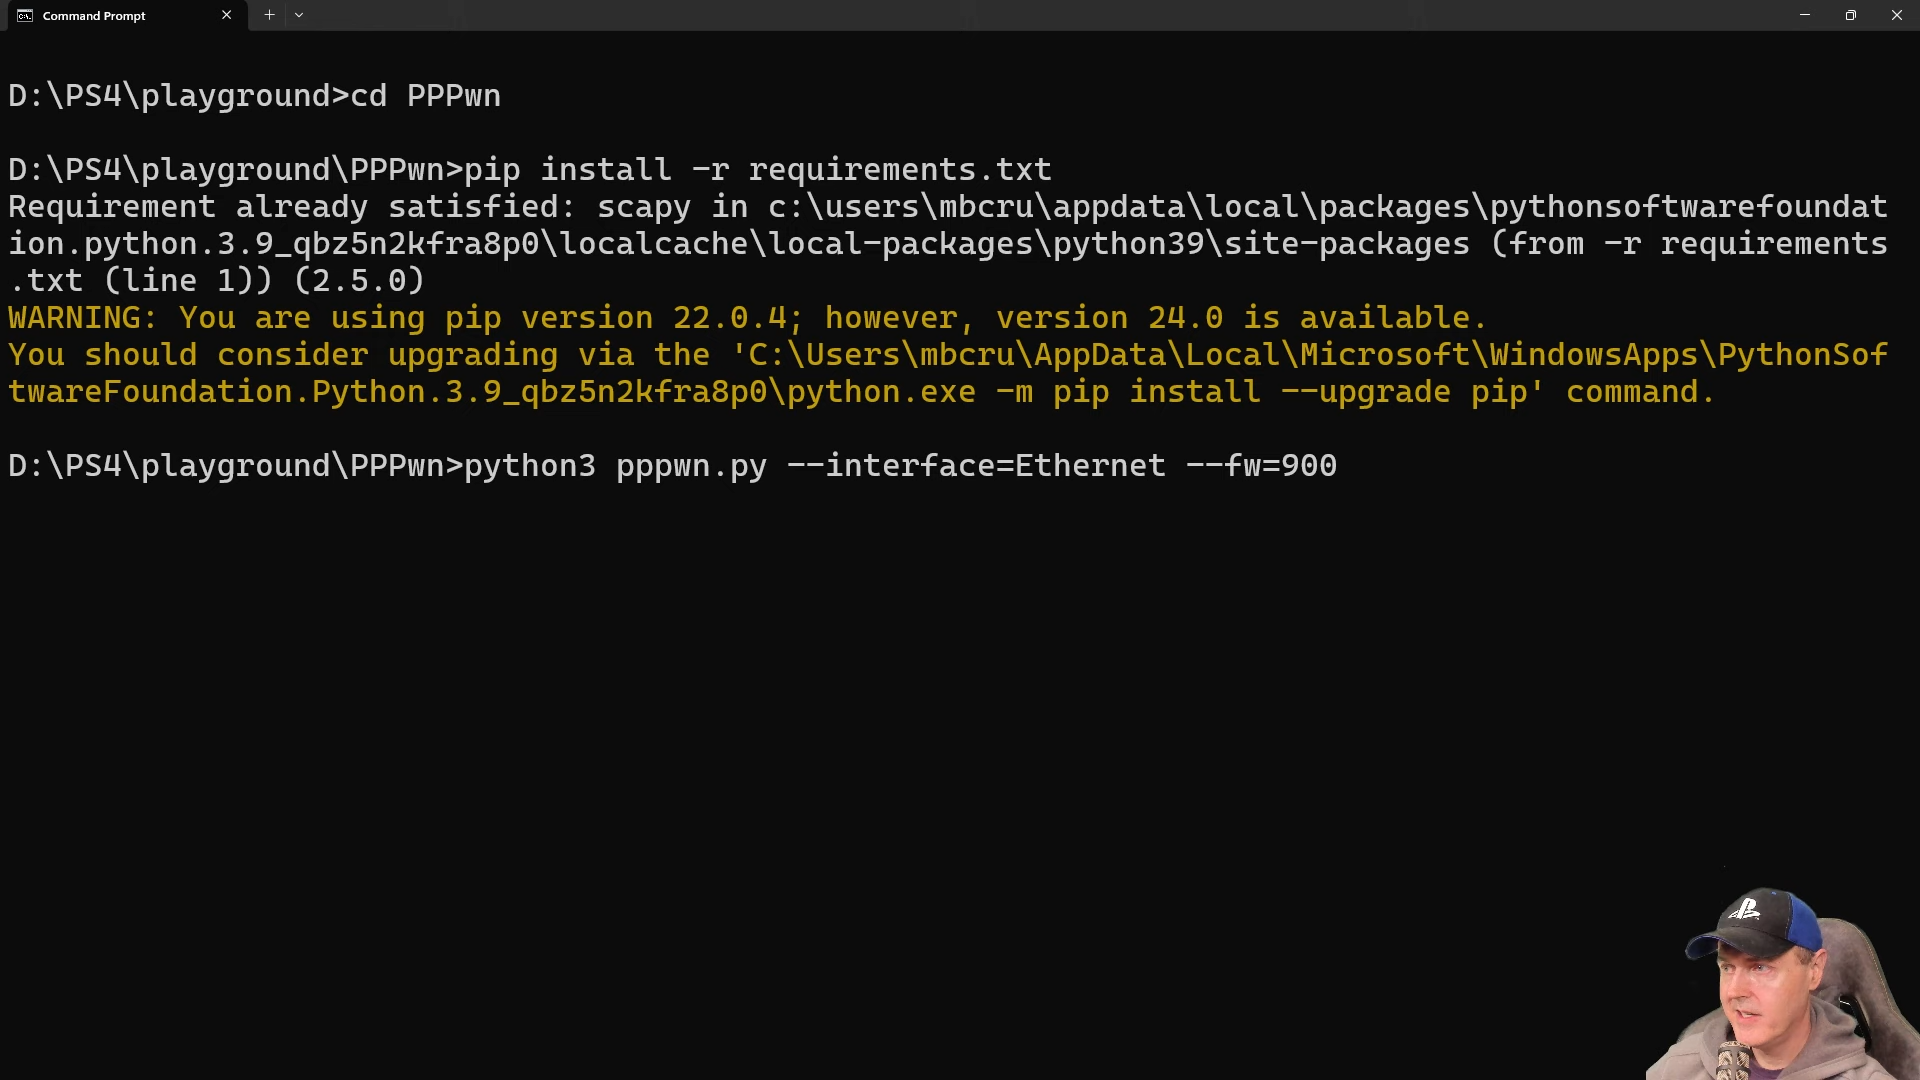 Command Prompt
D:\PS4\playground>cd PPPwn
D:\PS4\playground\PPPwn>pip install -r requirements.txt
Requirement already satisfied: scapy in c:\users\mbcru\appdata\local\packages\pythonsoftwarefoundat
ion.python.3.9_qbz5n2kfra8p0\localcache\local-packages\python39\site-packages (from -r requirements
.txt (line 1)) (2.5.0)
WARNING: You are using pip version 22.0.4; however, version 24.0 is available.
You should consider upgrading via the 'C:\Users\mbcru\AppData\Local\Microsoft\WindowsApps\PythonSof
twareFoundation.Python.3.9_qbz5n2kfra8p0\python.exe -m pip install --upgrade pip' command.
D:\PS4\playground\PPPwn>python3 pppwn.py --interface=Ethernet --fw=900